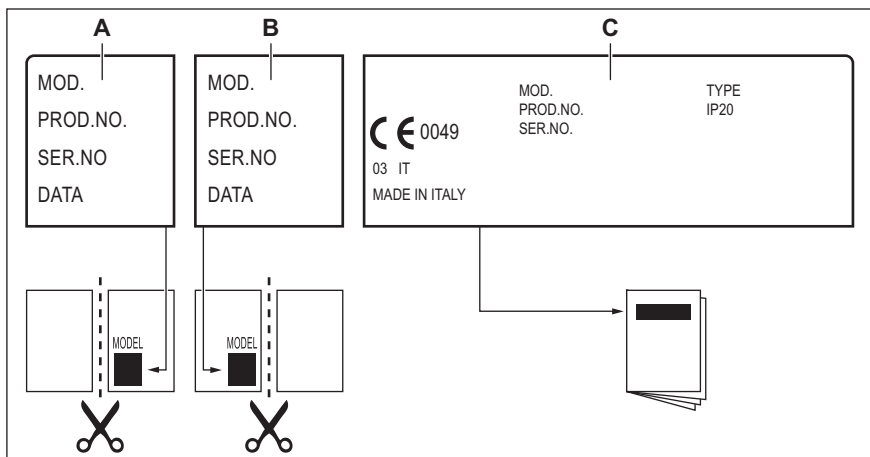 A
B
C
MOD.
PROD.NO.
SER.NO
DATA
MOD.
PROD.NO.
SER.NO
DATA
MOD.
PROD.NO.
SER.NO.
TYPE
IP20
CE 0049
03 IT
MADE IN ITALY
MODEL
MODEL